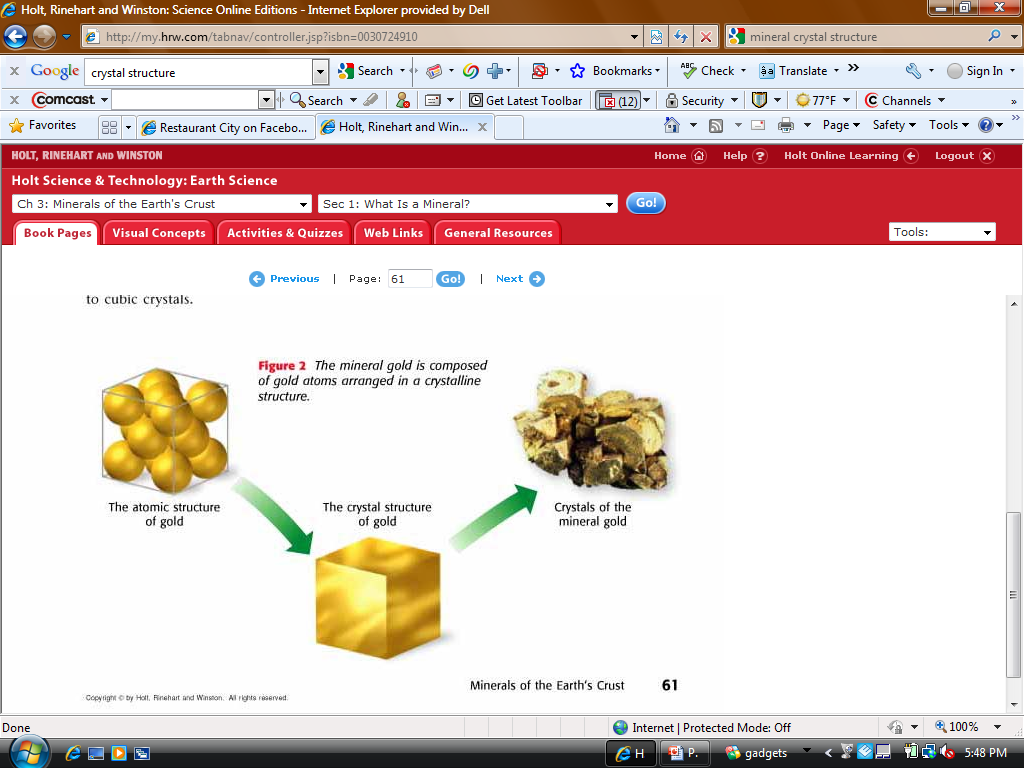 Holt, Rinehart and Winston: Science Online Editions - Internet Explorer provided by Dell
http://my.hrw.com/tabnav/controller.jsp?isbn=0030724910 mineral crystal structure
x Google crystal structure Search Bookmarks ABC Check aあ Translate » Sign In
x Comcast Search Get Latest Toolbar (12) Security 77°F C Channels »
Favorites Restaurant City on Facebo... Holt, Rinehart and Win... x Page Safety Tools »
HOLT, RINEHART AND WINSTON Home Help ? Holt Online Learning Logout X
Holt Science & Technology: Earth Science
Ch 3: Minerals of the Earth's Crust Sec 1: What Is a Mineral? Go!
Book Pages Visual Concepts Activities & Quizzes Web Links General Resources Tools:
Previous | Page: 61 Go! | Next
to cubic crystals.
Figure 2 The mineral gold is composed
of gold atoms arranged in a crystalline
structure.
The atomic structure
of gold
The crystal structure
of gold
Crystals of the
mineral gold
Minerals of the Earth's Crust 61
Copyright © by Holt, Rinehart and Winston. All rights reserved.
Done Internet | Protected Mode: Off 100%
H P. gadgets < 5:48 PM